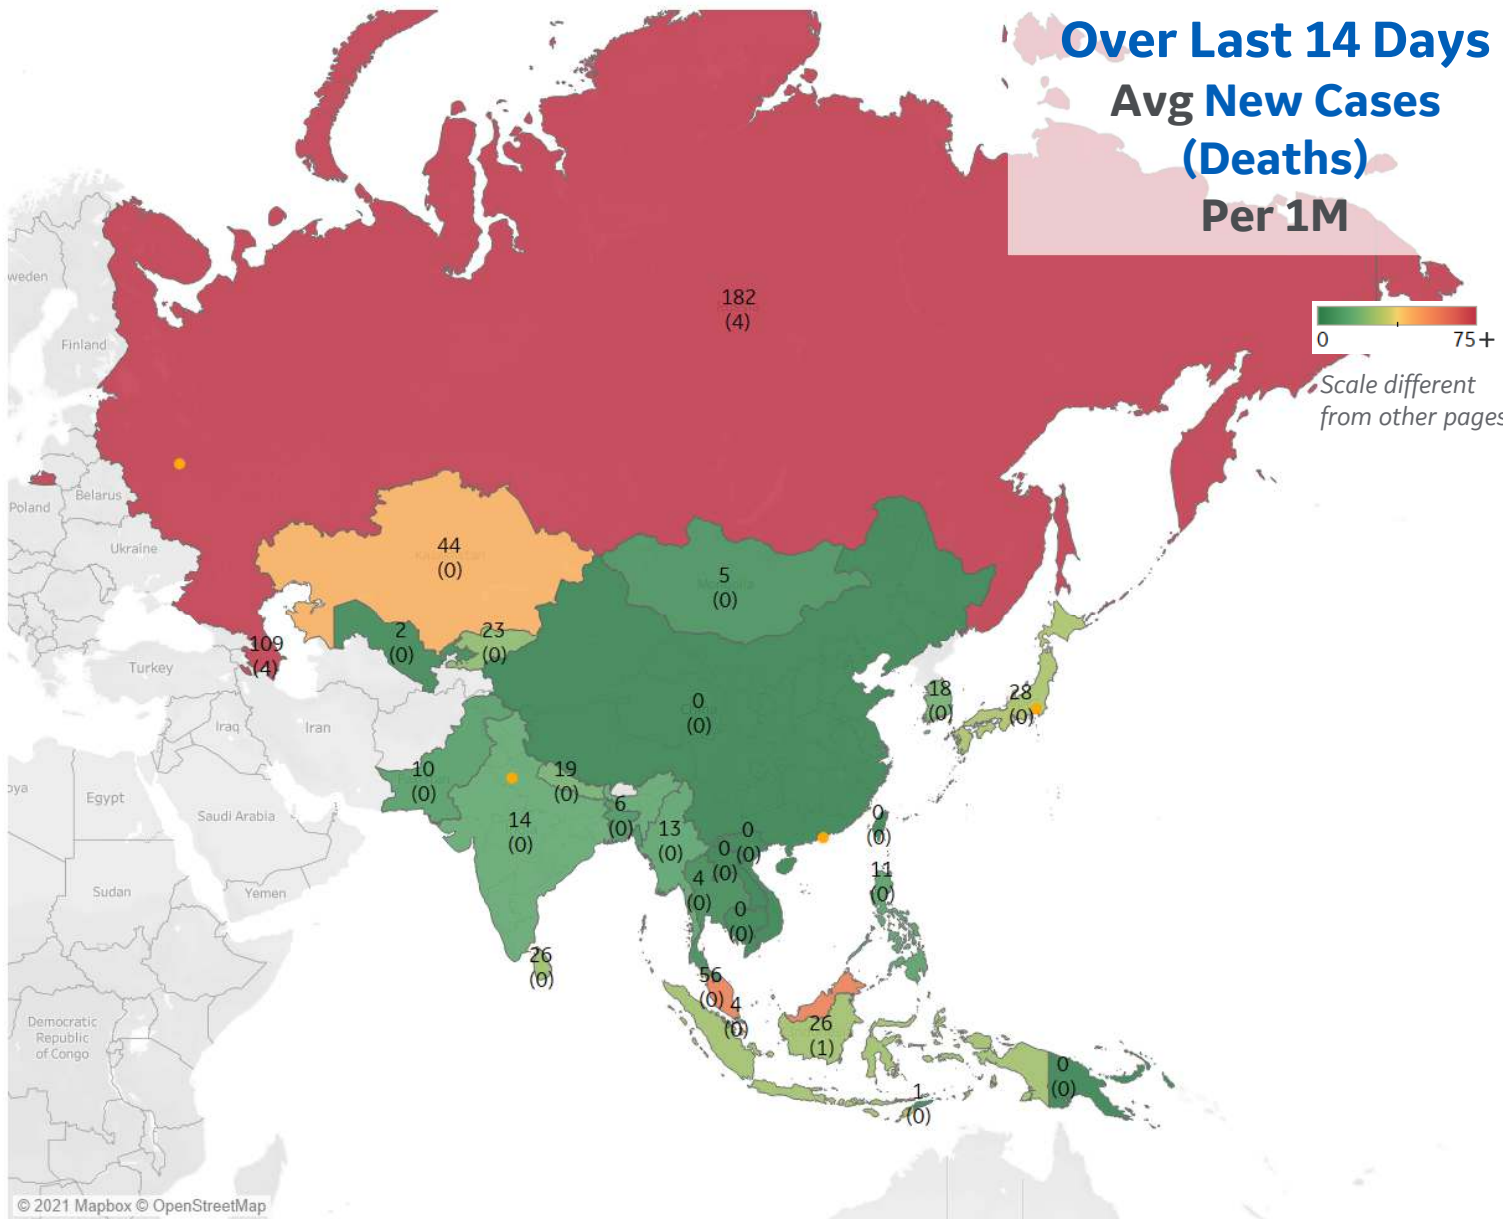 Over Last 14 Days
Avg New Cases
(Deaths)
Per 1M
0 75+
Scale different
from other pages
182
(4)
weden
Finland
Belarus
Poland
Ukraine
44
(0)
5
(0)
2
(0)
23
(0)
109
(4)
Turkey
0
(0)
18
(0)
28
(0)
Iraq
Iran
10
(0)
19
(0)
14
(0)
6
(0)
13
(0)
0
(0)
0
(0)
0
(0)
4
(0)
0
(0)
11
(0)
oya
Egypt
Saudi Arabia
Sudan
Yemen
26
(0)
56
(0)
4
(0)
26
(1)
1
(0)
0
(0)
Democratic
Republic
of Congo
© 2021 Mapbox © OpenStreetMap